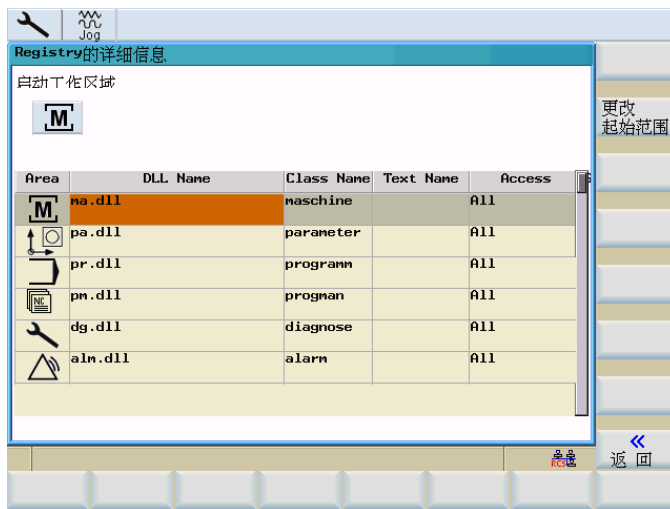 Jog
Registry的详细信息
启动工作区域
M
更改
起始范围
Area DLL Name Class Name Text Name Access
M ma.dll maschine All
pa.dll parameter All
pr.dll programm All
NC pm.dll progman All
dg.dll diagnose All
alm.dll alarm All
RCS
«
返 回